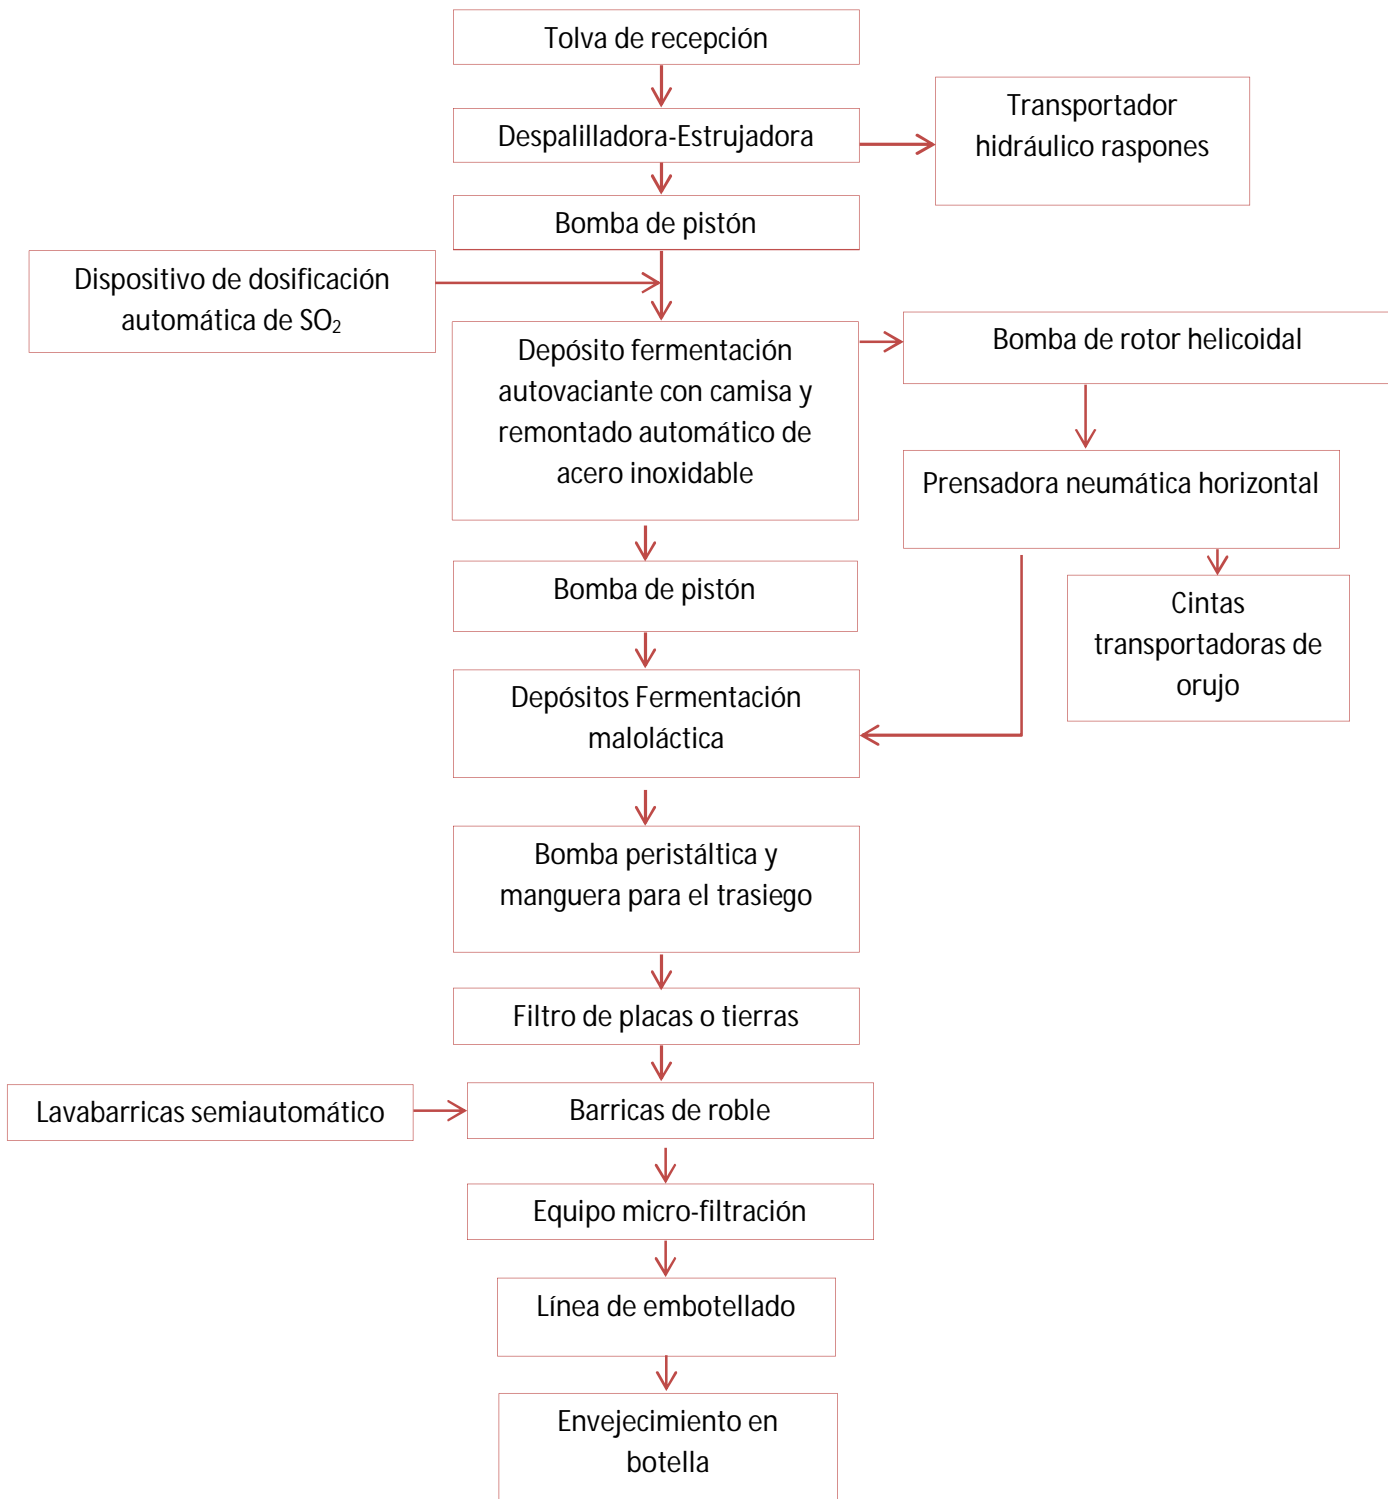 Tolva de recepción
Despalilladora-Estrujadora
Transportador
hidráulico raspones
Bomba de pistón
Dispositivo de dosificación
automática de SO₂
Depósito fermentación
autovaciante con camisa y
remontado automático de
acero inoxidable
Bomba de rotor helicoidal
Prensadora neumática horizontal
Bomba de pistón
Cintas
transportadoras de
orujo
Depósitos Fermentación
maloláctica
Bomba peristáltica y
manguera para el trasiego
Filtro de placas o tierras
Lavabarricas semiautomático
Barricas de roble
Equipo micro-filtración
Línea de embotellado
Envejecimiento en
botella